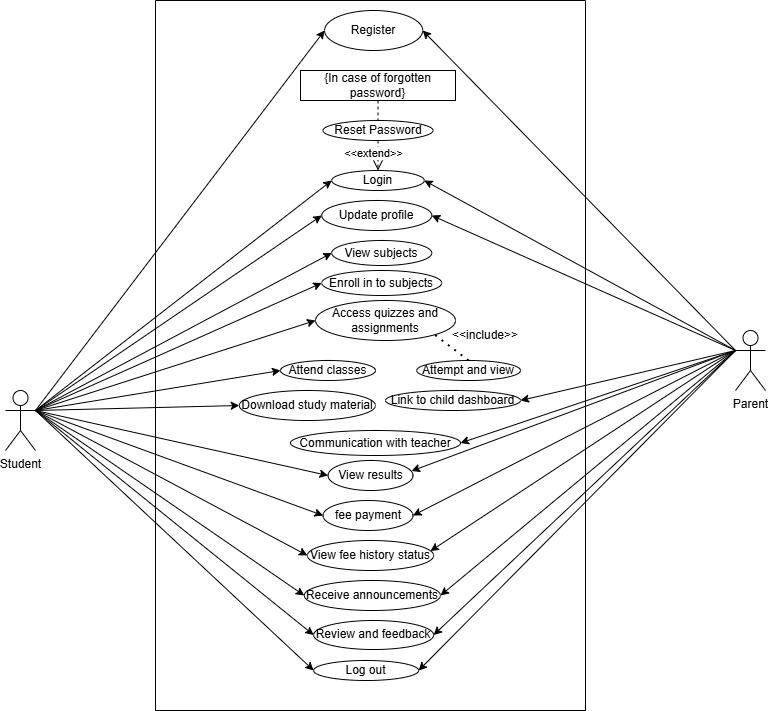 Register
{In case of forgotten
password}
Reset Password
<<extend>>
Login
Update profile
View subjects
Enroll in to subjects
Access quizzes and
assignments
<<include>>
Attend classes
Attempt and view
Link to child dashboard
Download study material
Parent
Communication with teacher
Student
View results
fee payment
View fee history status
Receive announcements
Review and feedback
Log out